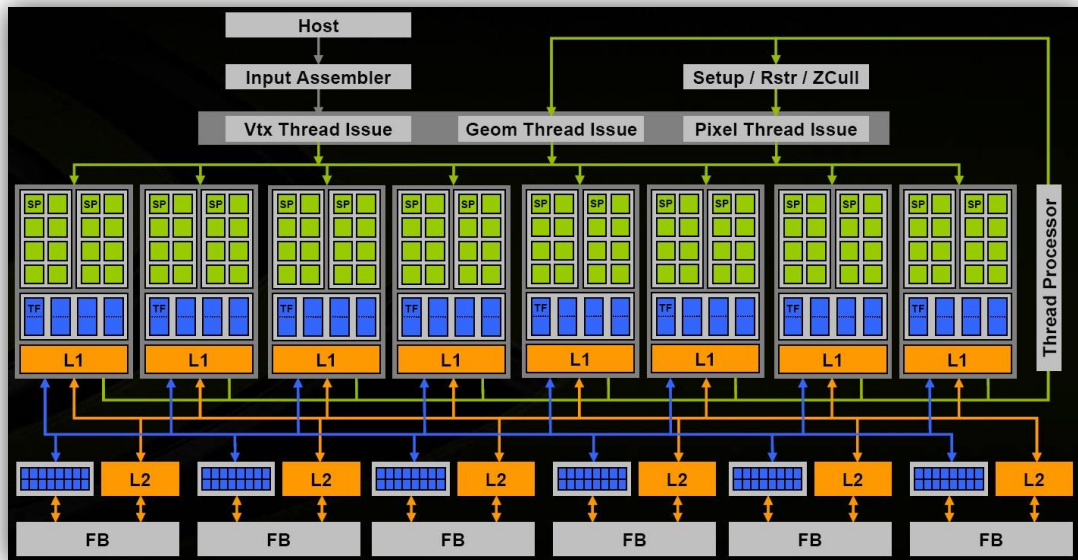 Host
Input Assembler
Setup / Rstr / ZCull
Vtx Thread Issue
Geom Thread Issue
Pixel Thread Issue
SP SP SP SP SP SP SP SP SP SP SP SP SP SP SP SP
Thread Processor
TF TF TF TF TF TF TF TF
L1 L1 L1 L1 L1 L1 L1 L1
L2 L2 L2 L2 L2 L2
FB FB FB FB FB FB